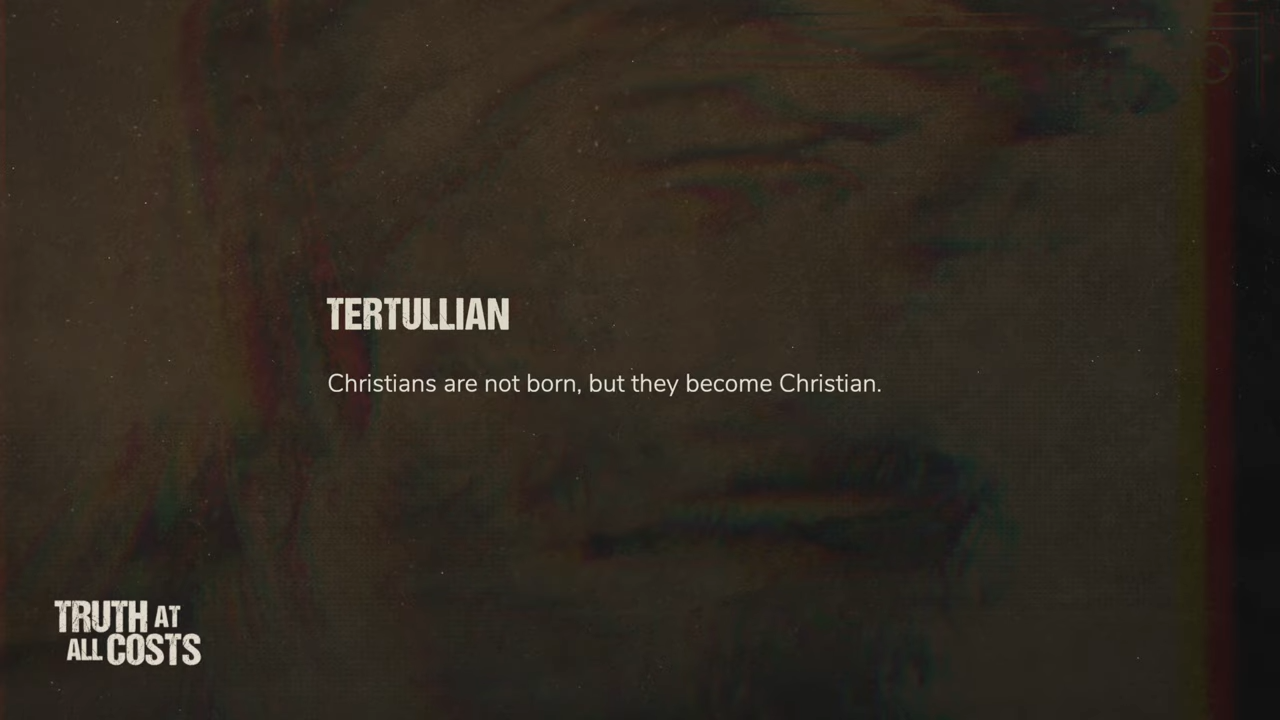 TERTULLIAN
Christians are not born, but they become Christian.
TRUTH AT
ALL COSTS